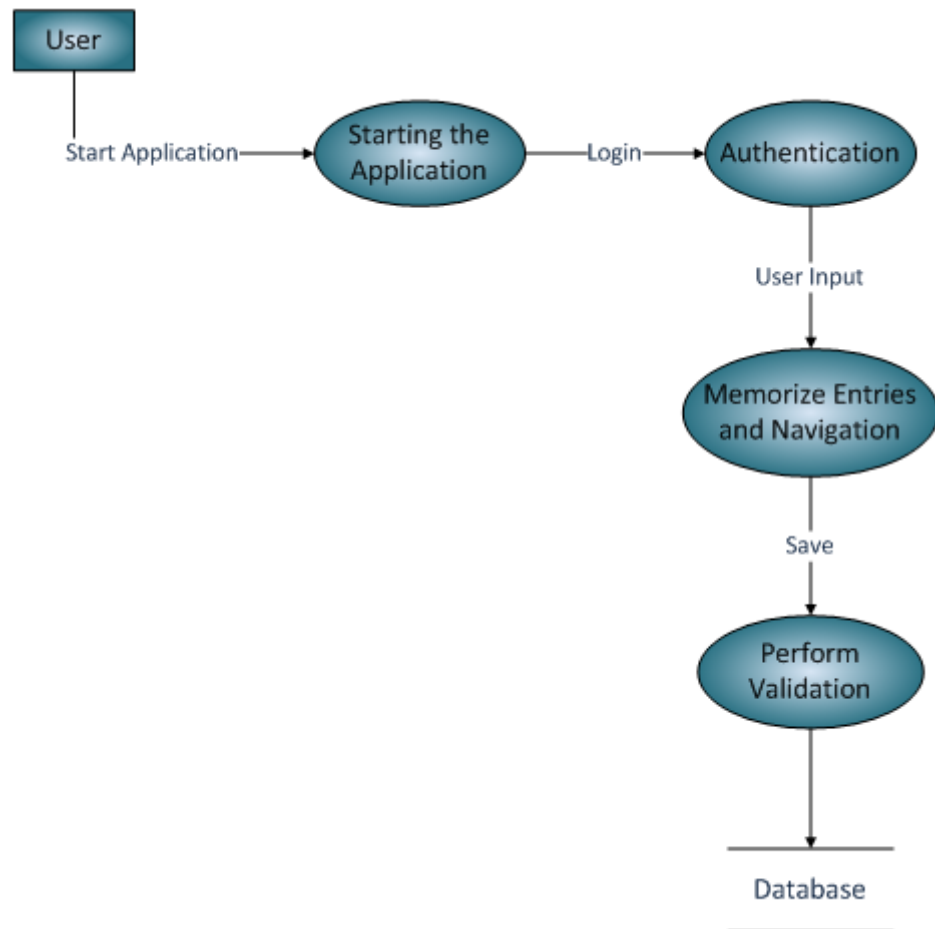 User
Start Application
Starting the
Application
Login
Authentication
User Input
Memorize Entries
and Navigation
Save
Perform
Validation
Database